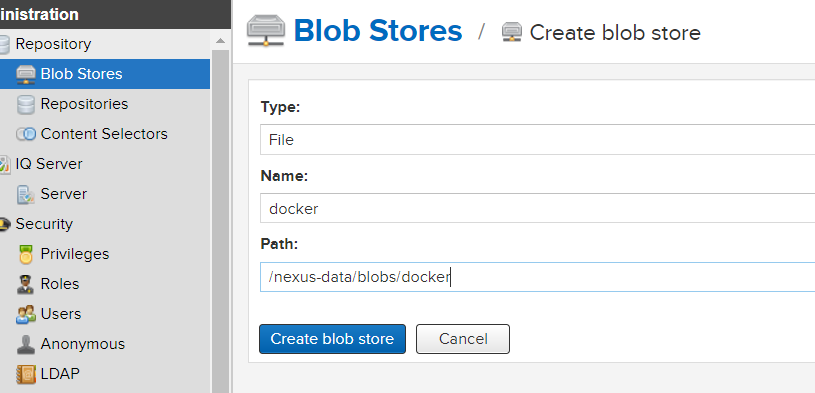 inistration
Repository
Blob Stores
Repositories
Content Selectors
IQ Server
Server
Security
Privileges
Roles
Users
Anonymous
LDAP
Blob Stores / Create blob store
Type:
File
Name:
docker
Path:
/nexus-data/blobs/docker
Create blob store Cancel